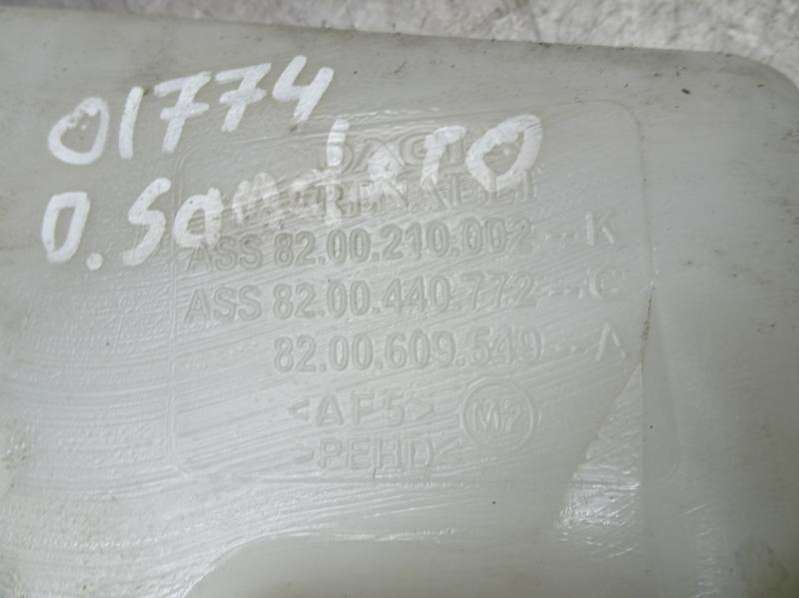 01774
D. Sandero
DACIA
ASS 82.00.210.002--K
ASS 82.00.440.772--C
82.00.609.549--A
<AF5> M2
>PEHD<